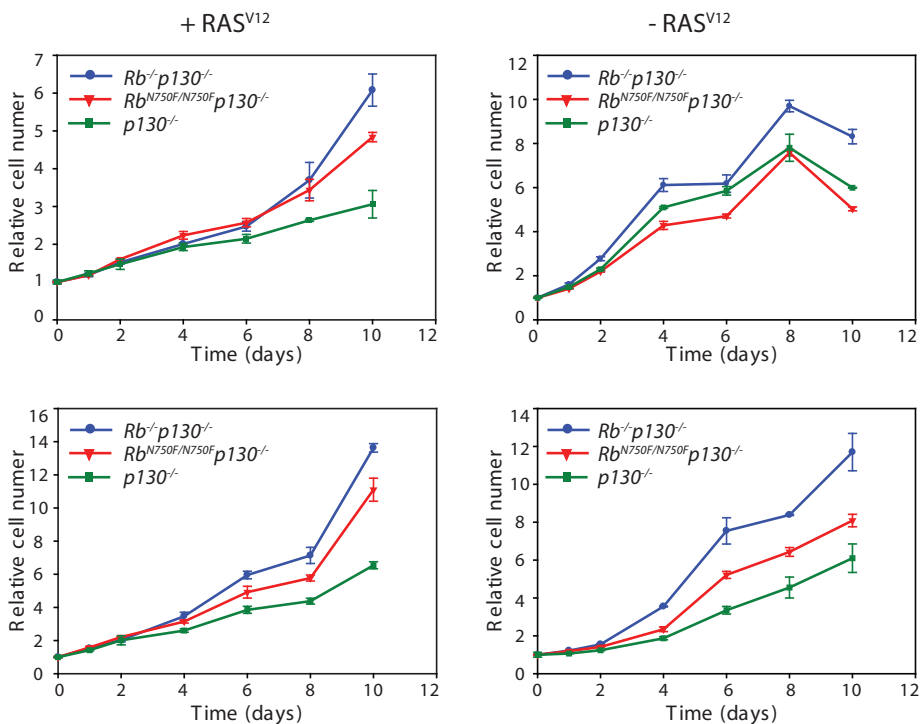 + RASV12
- RASV12
7
6
5
4
3
2
1
0
Relative cell numer
Rb-/-p130-/-
RbN750F/N750Fp130-/-
p130-/-
0 2 4 6 8 10 12
Time (days)
12
10
8
6
4
2
0
Relative cell numer
Rb-/-p130-/-
RbN750F/N750Fp130-/-
p130-/-
0 2 4 6 8 10 12
Time (days)
16
14
12
10
8
6
4
2
0
Relative cell numer
Rb-/-p130-/-
RbN750F/N750Fp130-/-
p130-/-
0 2 4 6 8 10 12
Time (days)
14
12
10
8
6
4
2
0
Relative cell numer
Rb-/-p130-/-
RbN750F/N750Fp130-/-
p130-/-
0 2 4 6 8 10 12
Time (days)